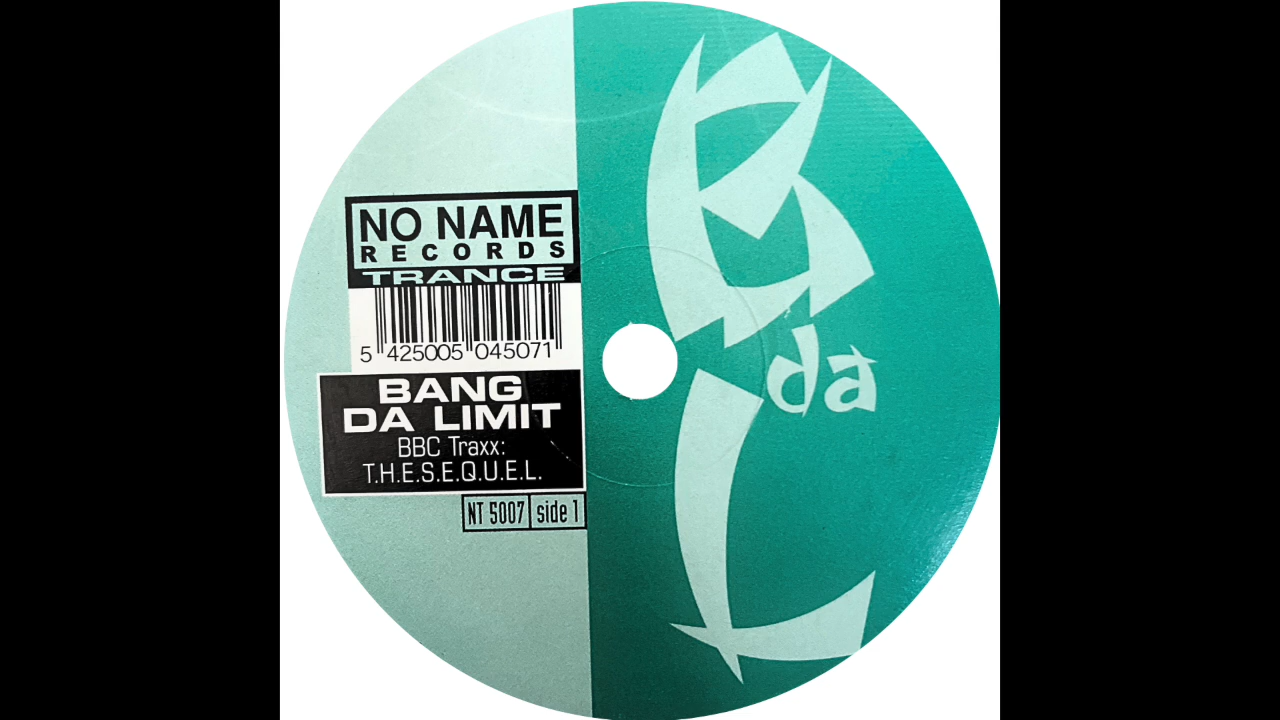 NO NAME
RECORDS
TRANCE
5 425005 045071
BANG
DA LIMIT
BBC Traxx:
T.H.E.S.E.Q.U.E.L.
NT 5007 side 1
B
da
L